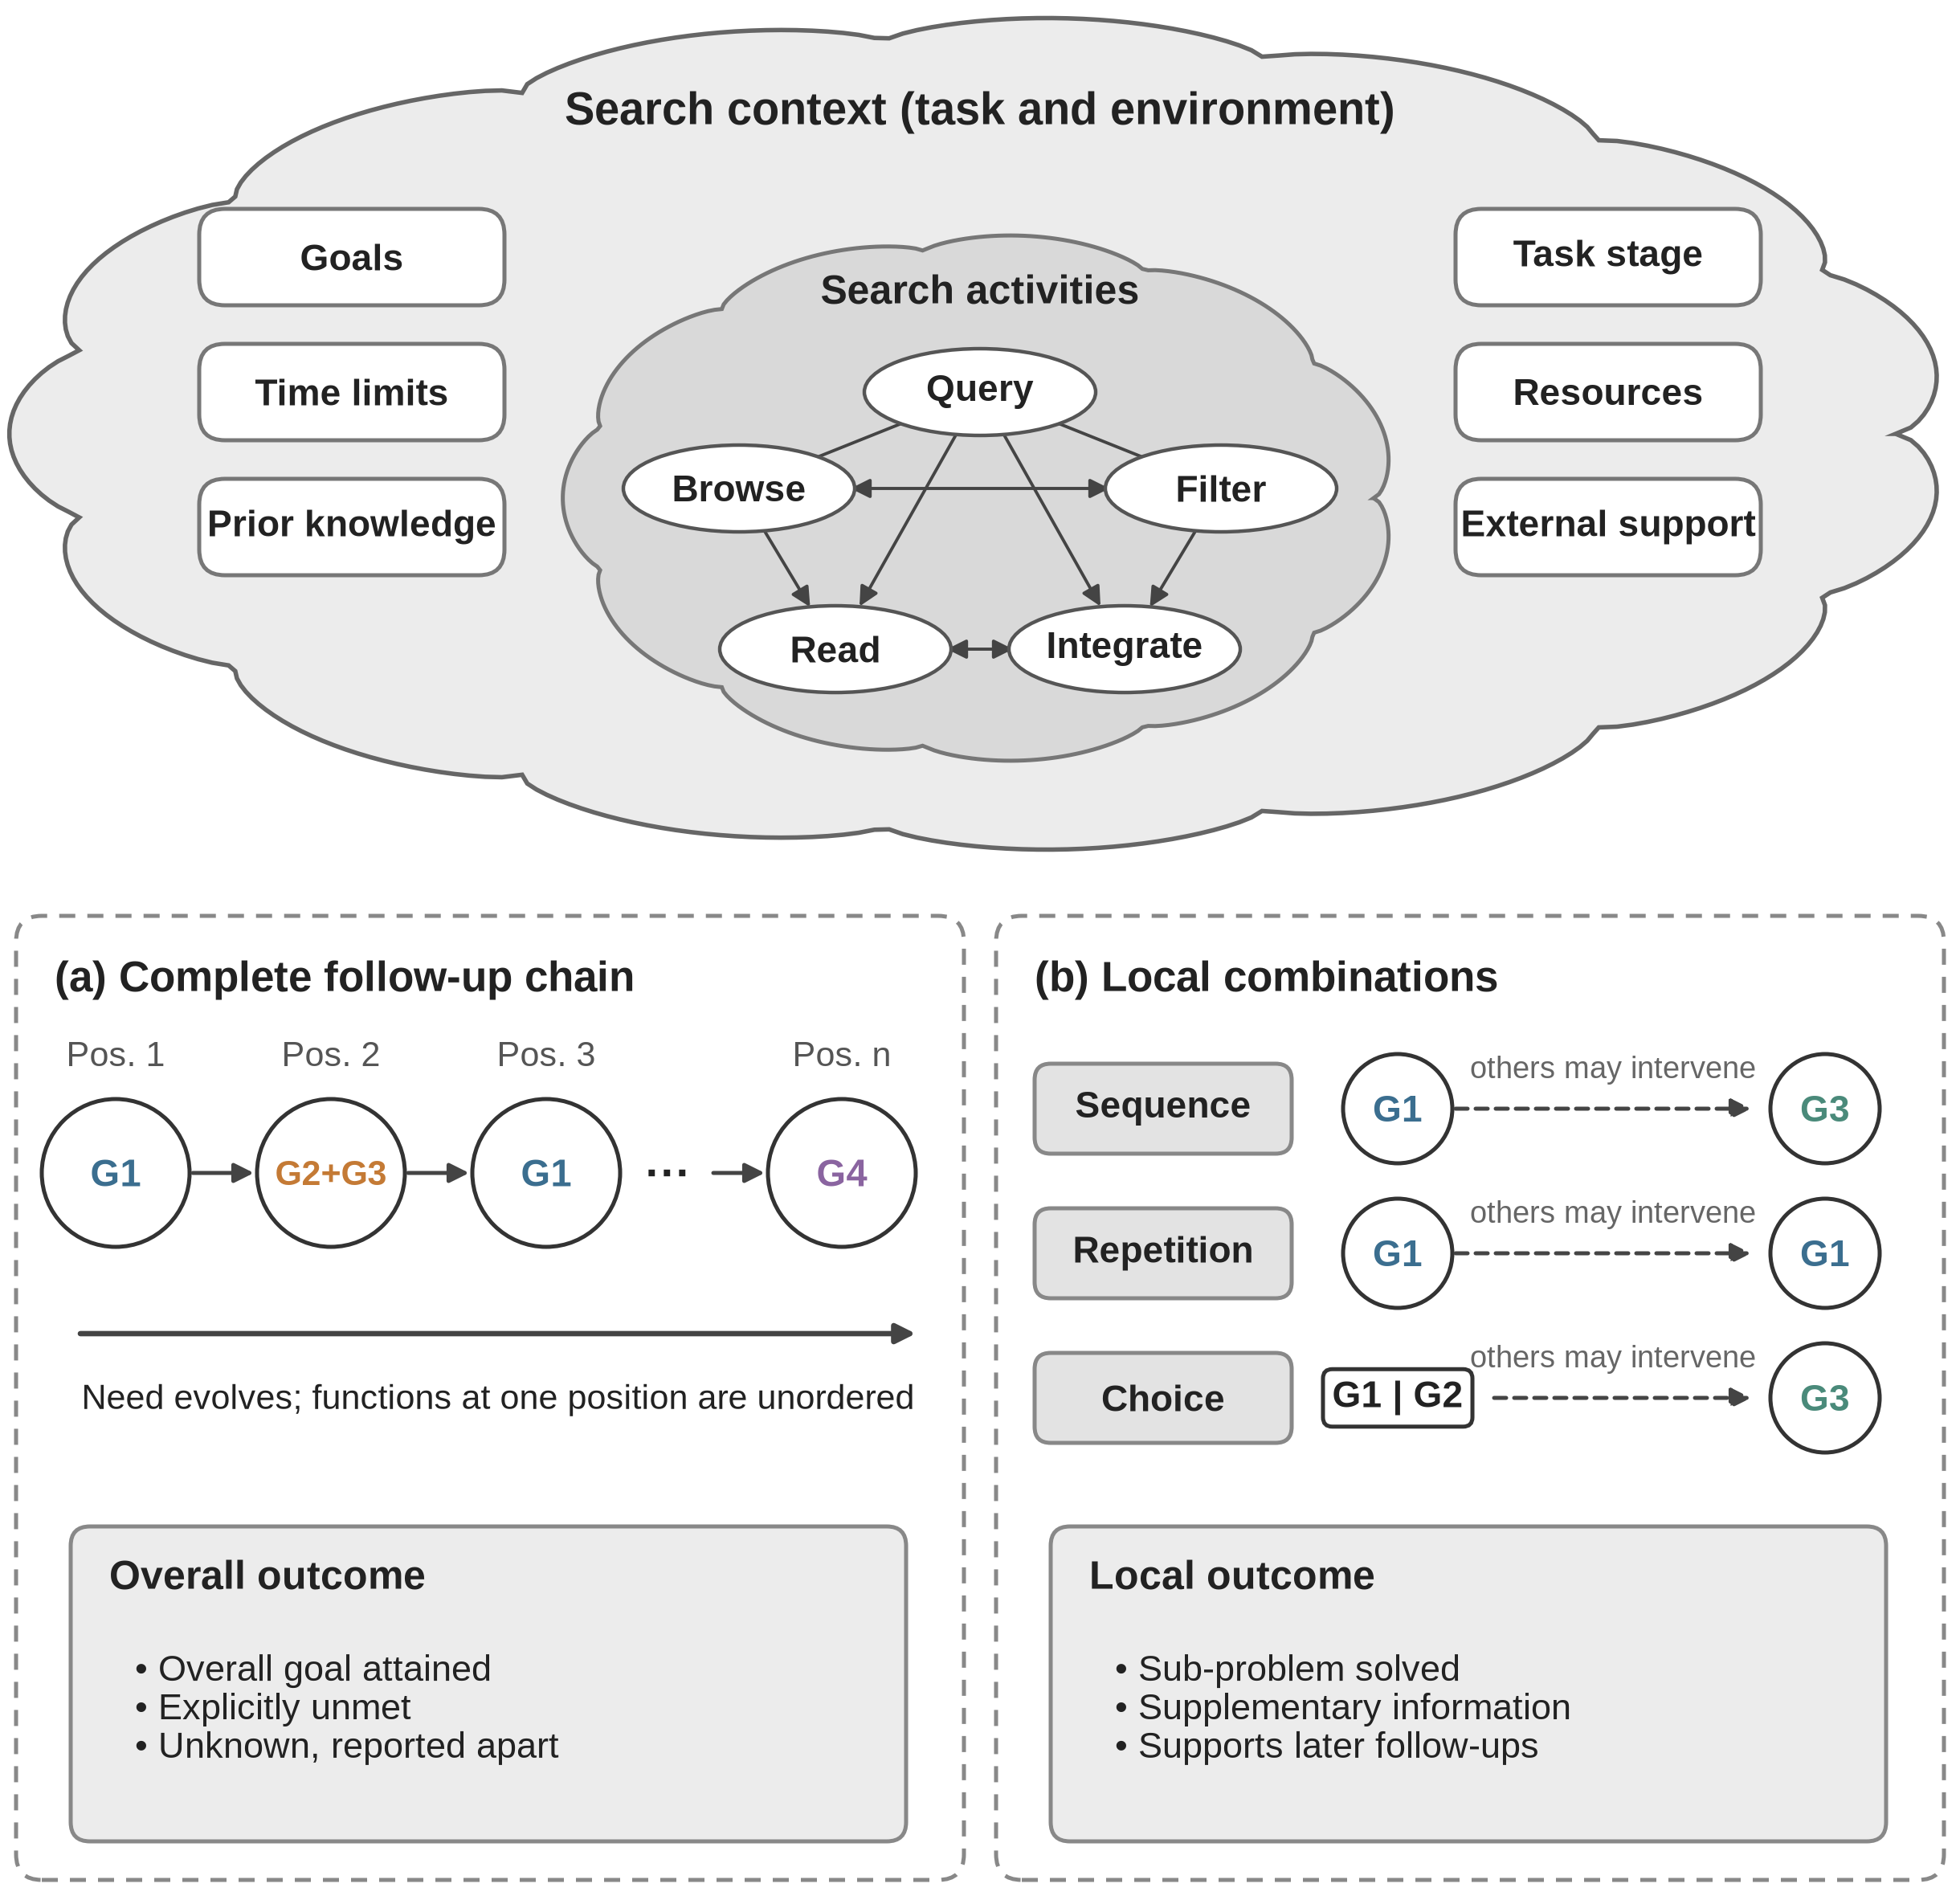 Search context (task and environment)
Goals
Time limits
Prior knowledge
Search activities
Query
Browse
Filter
Read
Integrate
Task stage
Resources
External support
(a) Complete follow-up chain
Pos. 1
Pos. 2
Pos. 3
Pos. n
G1
G2+G3
G1
...
G4
Need evolves; functions at one position are unordered
Overall outcome
• Overall goal attained
• Explicitly unmet
• Unknown, reported apart
(b) Local combinations
Sequence
G1
others may intervene
G3
Repetition
G1
others may intervene
G1
Choice
G1 | G2
others may intervene
G3
Local outcome
• Sub-problem solved
• Supplementary information
• Supports later follow-ups